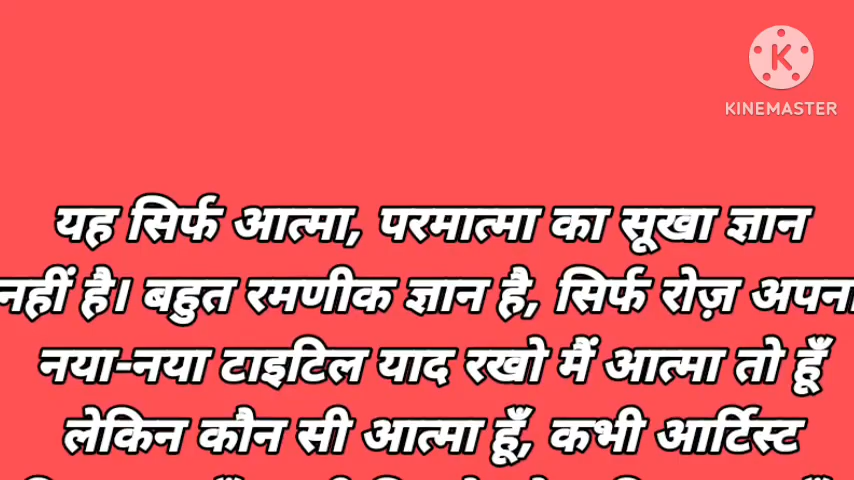 KINEMASTER
यह सिर्फ आत्मा, परमात्मा का सूखा ज्ञान
नहीं है। बहुत रमणीक ज्ञान है, सिर्फ रोज़ अपना
नया-नया टाइटिल याद रखो मैं आत्मा तो हूँ
लेकिन कौन सी आत्मा हूँ, कभी आर्टिस्ट